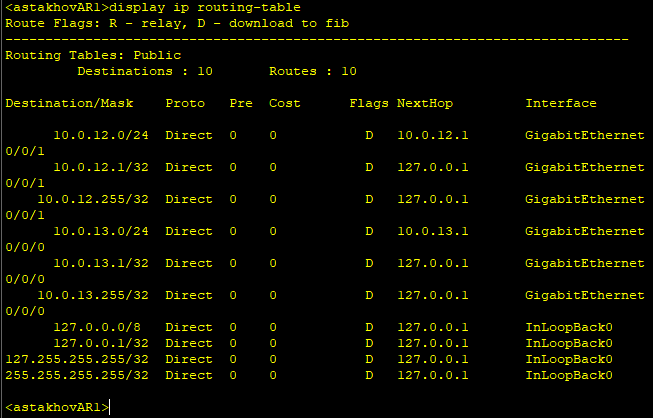 <astakhovAR1>display ip routing-table
Route Flags: R - relay, D - download to fib
------------------------------------------------------------------------------
Routing Tables: Public
         Destinations : 10       Routes : 10

Destination/Mask    Proto   Pre  Cost      Flags NextHop         Interface

      10.0.12.0/24  Direct  0    0           D   10.0.12.1       GigabitEthernet
0/0/1
      10.0.12.1/32  Direct  0    0           D   127.0.0.1       GigabitEthernet
0/0/1
    10.0.12.255/32  Direct  0    0           D   127.0.0.1       GigabitEthernet
0/0/1
      10.0.13.0/24  Direct  0    0           D   10.0.13.1       GigabitEthernet
0/0/0
      10.0.13.1/32  Direct  0    0           D   127.0.0.1       GigabitEthernet
0/0/0
    10.0.13.255/32  Direct  0    0           D   127.0.0.1       GigabitEthernet
0/0/0
      127.0.0.0/8   Direct  0    0           D   127.0.0.1       InLoopBack0
      127.0.0.1/32  Direct  0    0           D   127.0.0.1       InLoopBack0
127.255.255.255/32  Direct  0    0           D   127.0.0.1       InLoopBack0
255.255.255.255/32  Direct  0    0           D   127.0.0.1       InLoopBack0

<astakhovAR1>